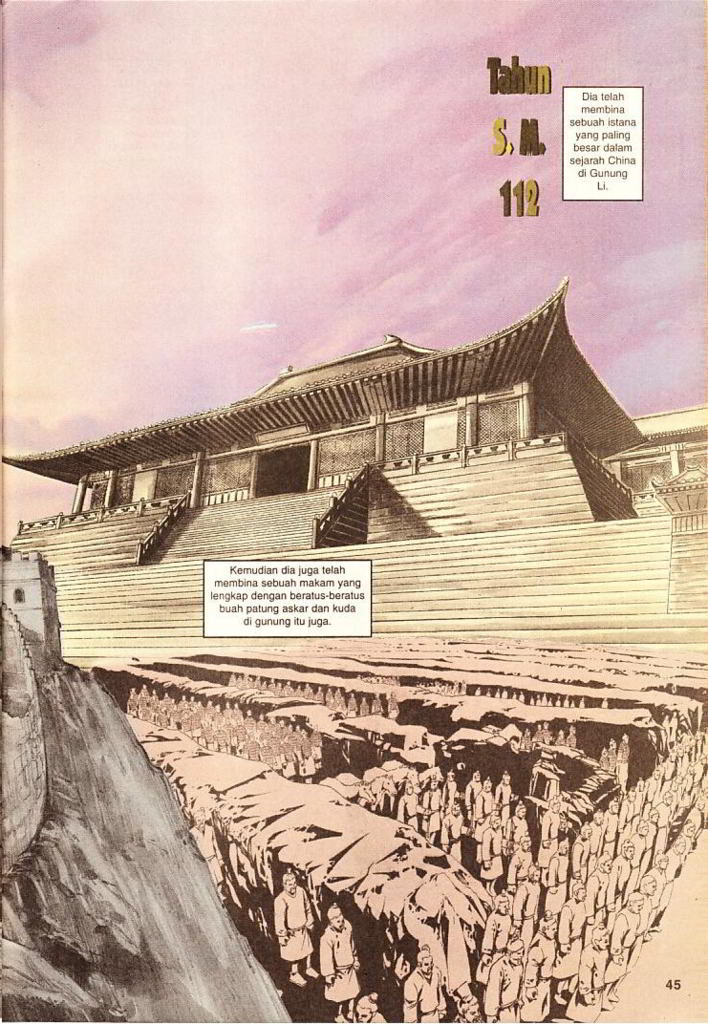 Tahun
S. M.
112
Dia telah
membina
sebuah istana
yang paling
besar dalam
sejarah China
di Gunung
Li.
Kemudian dia juga telah
membina sebuah makam yang
lengkap dengan beratus-beratus
buah patung askar dan kuda
di gunung itu juga.
45